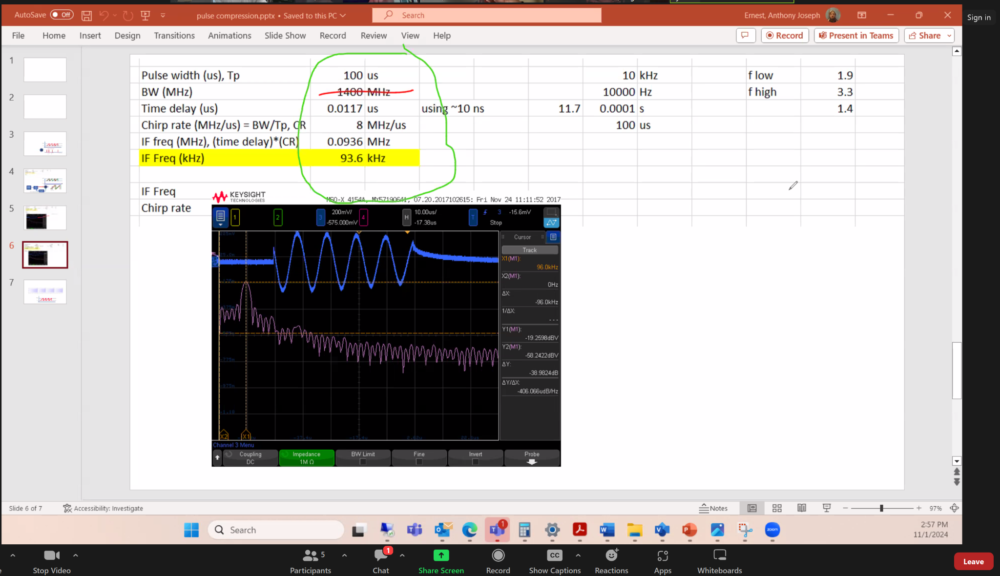 AutoSave Off pulse compression.pptx • Saved to this PC Search Ernest, Anthony Joseph Sign in
File Home Insert Design Transitions Animations Slide Show Record Review View Help Record Present in Teams Share
1
2
3
4
5
6
7
Pulse width (us), Tp 100 us 10 kHz f low 1.9
BW (MHz) 1400 MHz 10000 Hz f high 3.3
Time delay (us) 0.0117 us using ~10 ns 11.7 0.0001 s 1.4
Chirp rate (MHz/us) = BW/Tp, CR 8 MHz/us 100 us
IF freq (MHz), (time delay)*(CR) 0.0936 MHz
IF Freq (kHz) 93.6 kHz
IF Freq
Chirp rate
KEYSIGHT TECHNOLOGIES
MSO-X 4154A, MY57190641, 07.20.2017102615: Fri Nov 24 11:11:52 2017
1 2 3 200mV/ -575.000mV 4 H 10.00us/ -17.38us T 3 -15.6mV Stop
Cursor
Track
X1(M1):
96.0kHz
X2(M1):
0Hz
ΔX:
-96.0kHz
1/ΔX:
---
Y1(M1):
-19.2598dBV
Y2(M1):
-58.2422dBV
ΔY:
-38.9824dB
ΔY/ΔX:
-406.066udB/Hz
X2 X1
Channel 3 Menu
Coupling DC
Impedance 1M Ω
BW Limit
Fine
Invert
Probe
Slide 6 of 7 Accessibility: Investigate Notes 97%
Search
1
zoom
2:57 PM
11/1/2024
Stop Video
Participants 5
Chat 1
Share Screen
Record
CC Show Captions
Reactions
Apps
Whiteboards
Leave